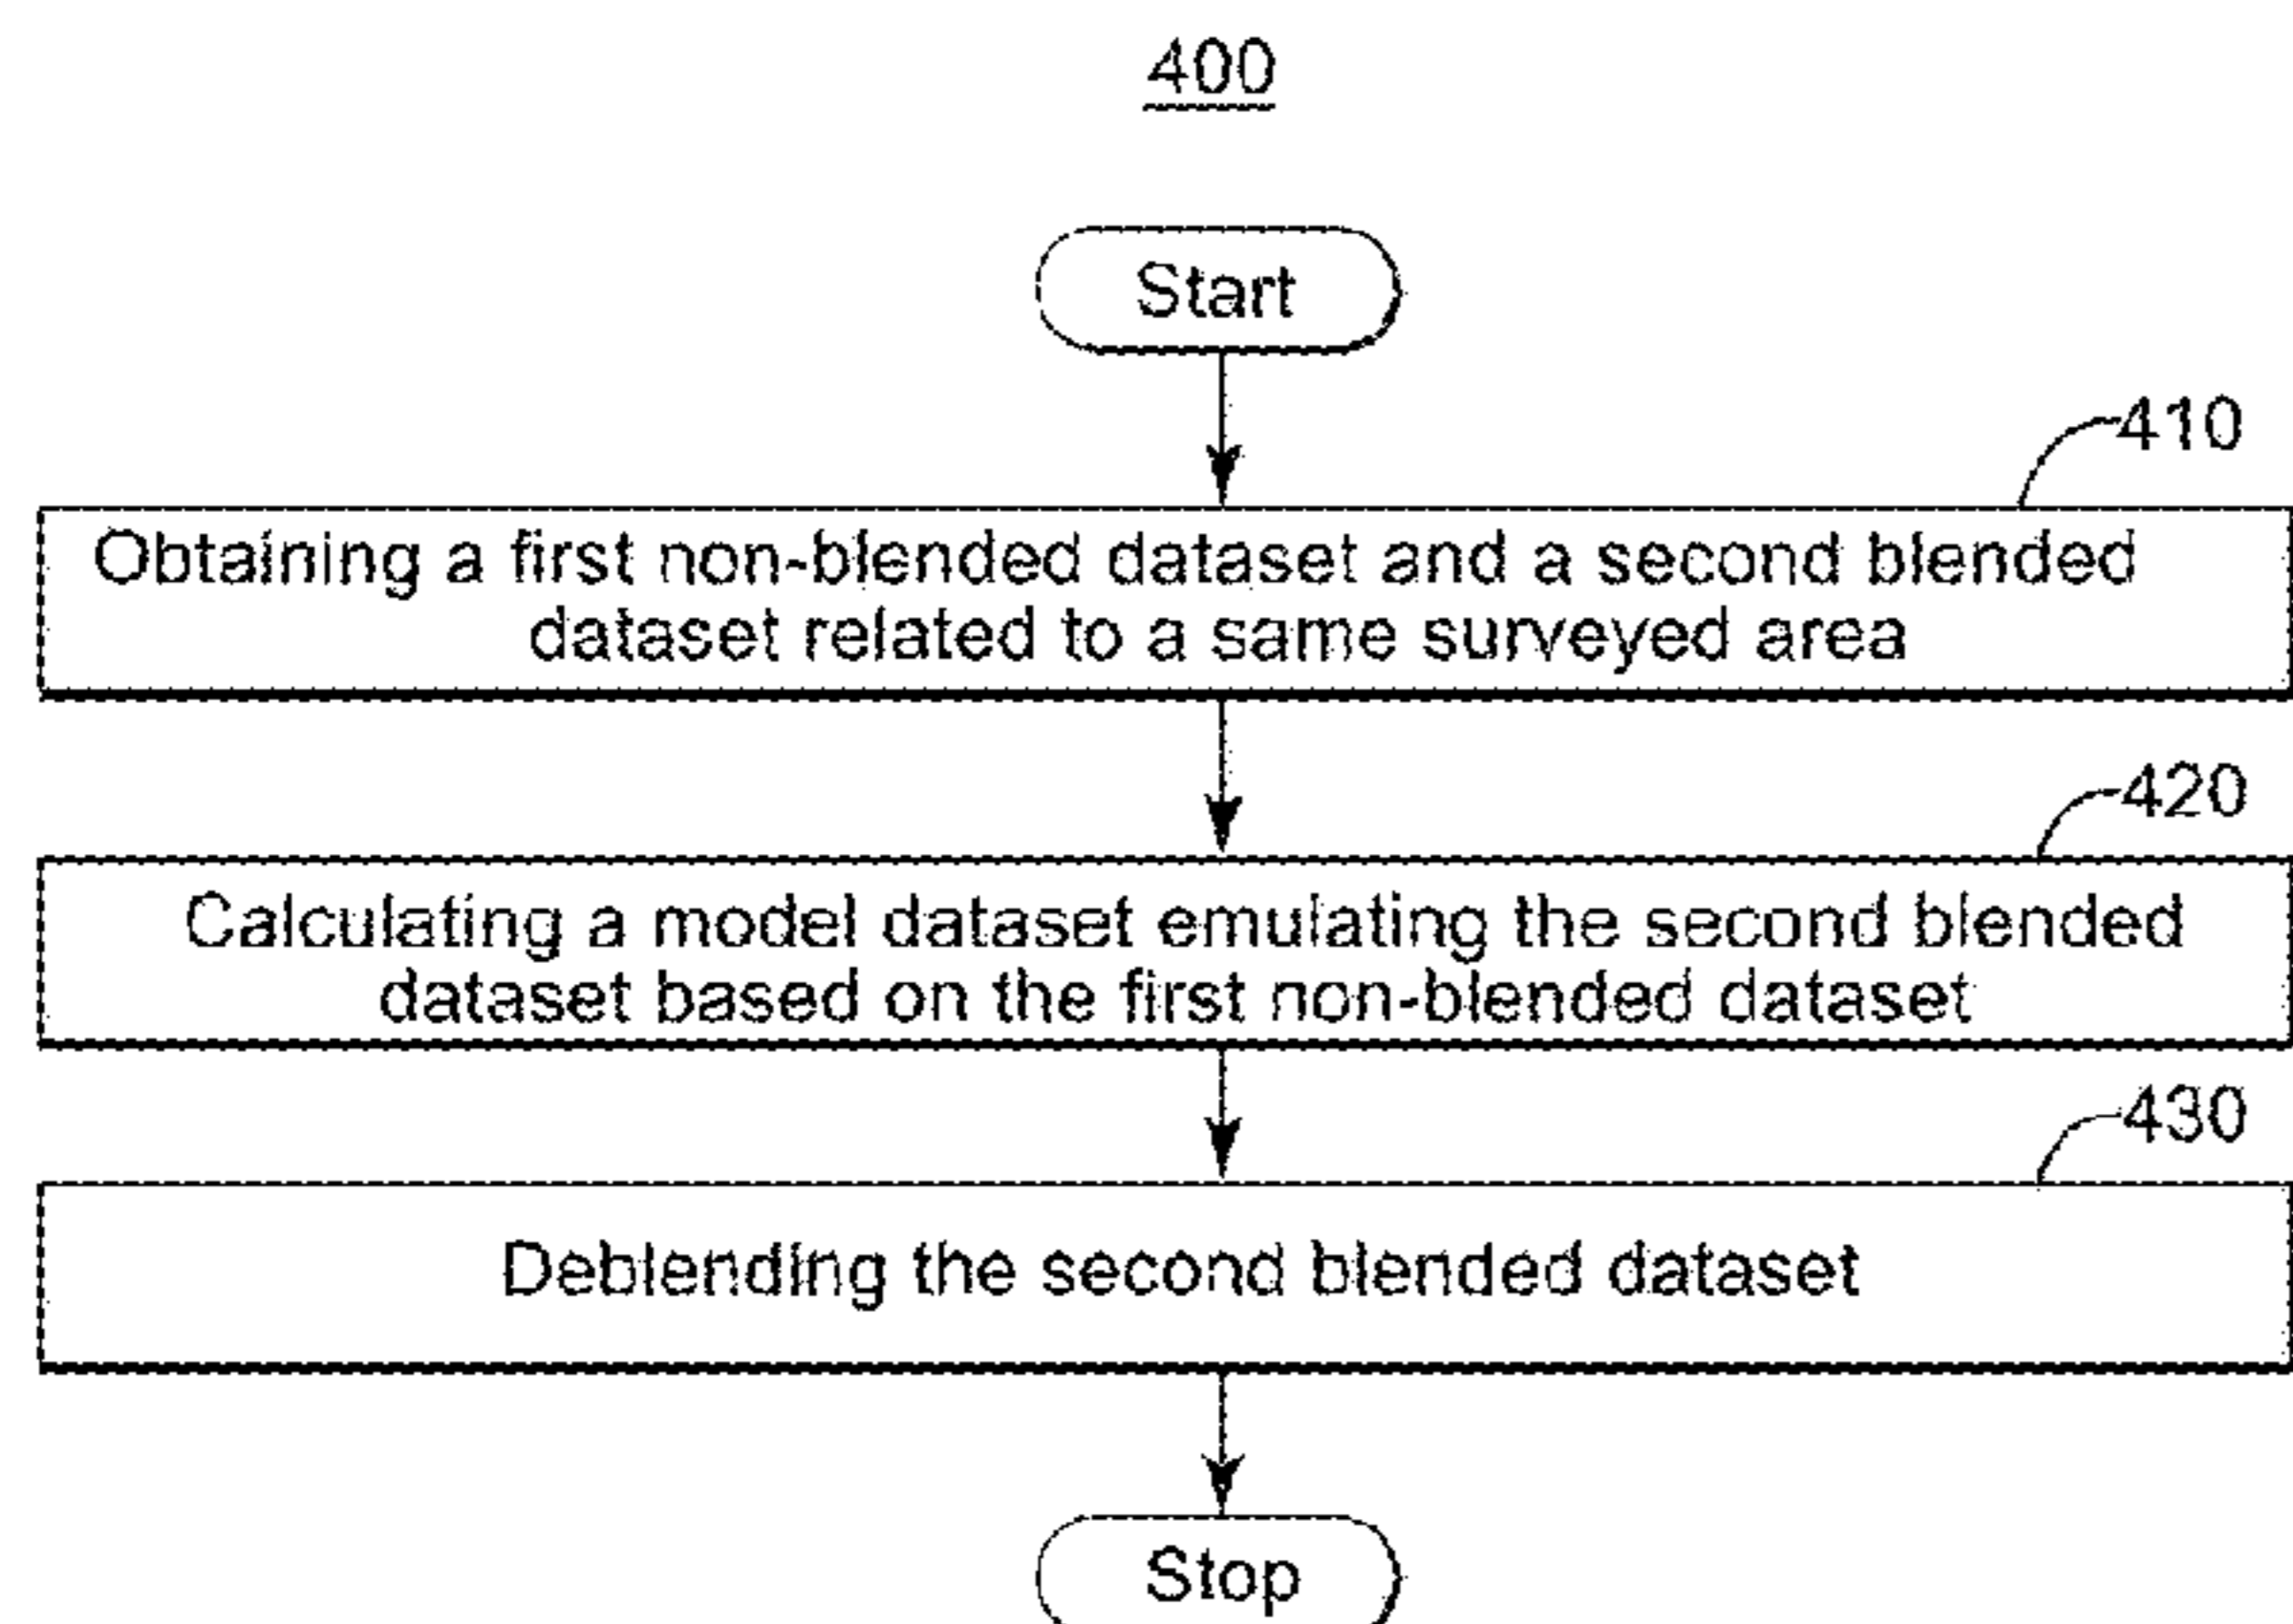 400
Start
410
Obtaining a first non-blended dataset and a second blended
dataset related to a same surveyed area
420
Calculating a model dataset emulating the second blended
dataset based on the first non-blended dataset
430
Deblending the second blended dataset
Stop